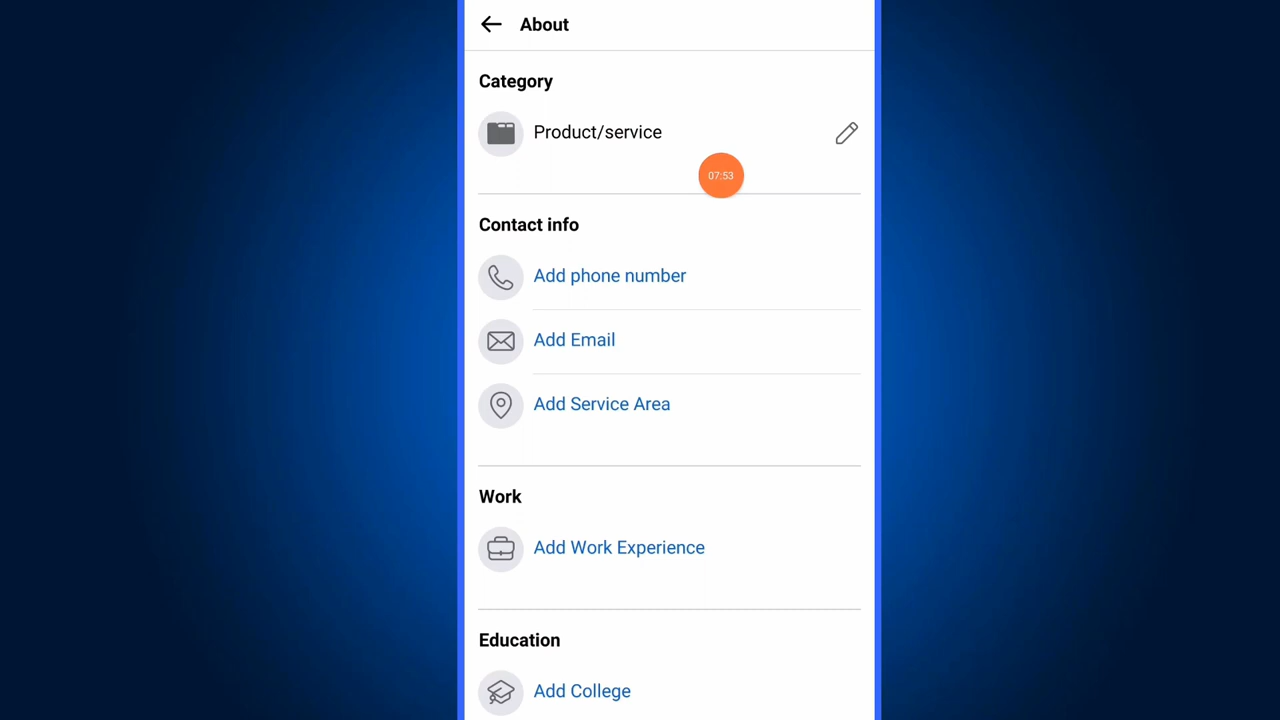 About
Category
Product/service
07:53
Contact info
Add phone number
Add Email
Add Service Area
Work
Add Work Experience
Education
Add College